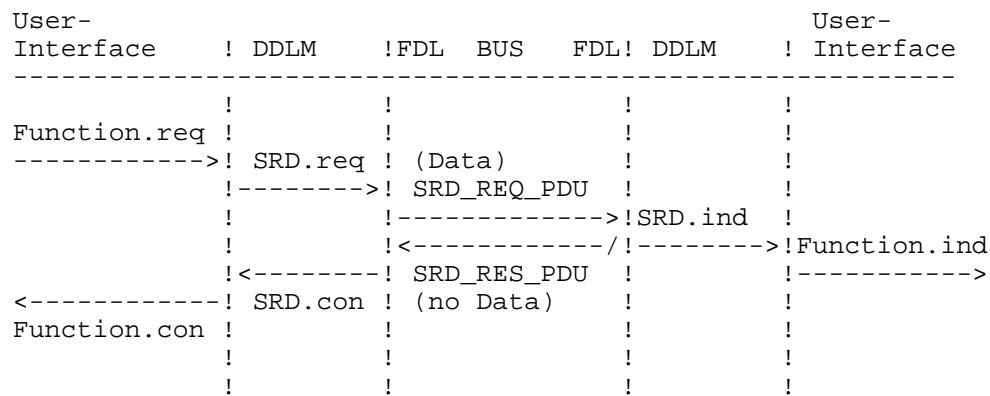 User-                                             User-
Interface    ! DDLM     !FDL  BUS   FDL! DDLM     ! Interface
-----------------------------------------------------------
             !          !              !          !
Function.req !          !              !          !
------------>! SRD.req  ! (Data)       !          !
             !--------->! SRD_REQ_PDU  !          !
             !          !------------->!SRD.ind   !
             !          !<------------/!--------->!Function.ind
             !<---------! SRD_RES_PDU  !          !----------->
<------------! SRD.con  ! (no Data)    !          !
Function.con !          !              !          !
             !          !              !          !
             !          !              !          !